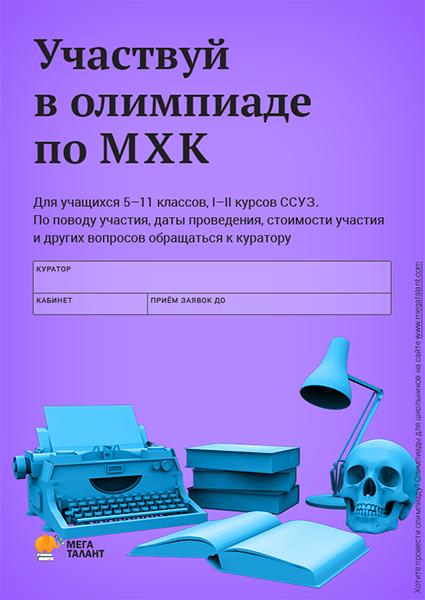 Участвуй
в олимпиаде
по МХК
Для учащихся 5–11 классов, I–II курсов ССУЗ.
По поводу участия, даты проведения, стоимости участия
и других вопросов обращаться к куратору
КУРАТОР
КАБИНЕТ
ПРИЁМ ЗАЯВОК ДО
МЕГА
ТАЛАНТ
Хотите провести олимпиаду? Олимпиады для школьников на сайте www.megatalant.com